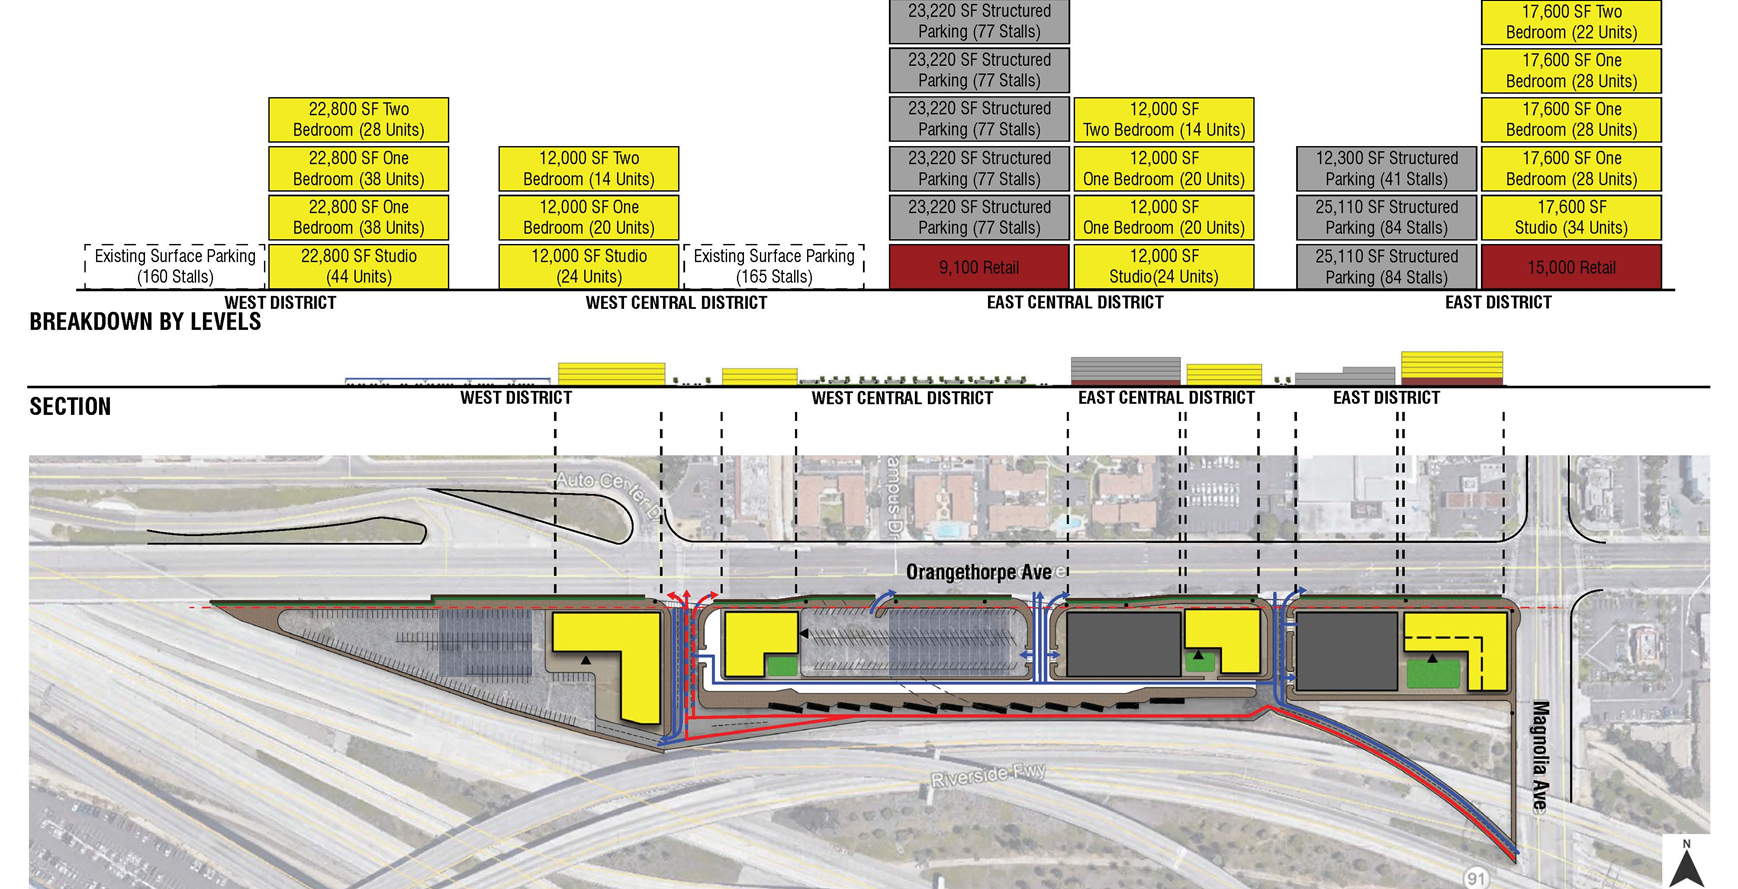 23,220 SF Structured
Parking (77 Stalls)
17,600 SF Two
Bedroom (22 Units)
23,220 SF Structured
Parking (77 Stalls)
17,600 SF One
Bedroom (28 Units)
22,800 SF Two
Bedroom (28 Units)
23,220 SF Structured
Parking (77 Stalls)
12,000 SF
Two Bedroom (14 Units)
17,600 SF One
Bedroom (28 Units)
22,800 SF One
Bedroom (38 Units)
12,000 SF Two
Bedroom (14 Units)
23,220 SF Structured
Parking (77 Stalls)
12,000 SF
One Bedroom (20 Units)
12,300 SF Structured
Parking (41 Stalls)
17,600 SF One
Bedroom (28 Units)
22,800 SF One
Bedroom (38 Units)
12,000 SF One
Bedroom (20 Units)
23,220 SF Structured
Parking (77 Stalls)
12,000 SF
One Bedroom (20 Units)
25,110 SF Structured
Parking (84 Stalls)
17,600 SF
Studio (34 Units)
Existing Surface Parking
(160 Stalls)
22,800 SF Studio
(44 Units)
12,000 SF Studio
(24 Units)
Existing Surface Parking
(165 Stalls)
9,100 Retail
12,000 SF
Studio(24 Units)
25,110 SF Structured
Parking (84 Stalls)
15,000 Retail
WEST DISTRICT
WEST CENTRAL DISTRICT
EAST CENTRAL DISTRICT
EAST DISTRICT
BREAKDOWN BY LEVELS
WEST DISTRICT
WEST CENTRAL DISTRICT
EAST CENTRAL DISTRICT
EAST DISTRICT
SECTION
Auto Center D
ampus-D
Orangethorpe Ave
Magnolia Ave
Riverside Fwy
91
N